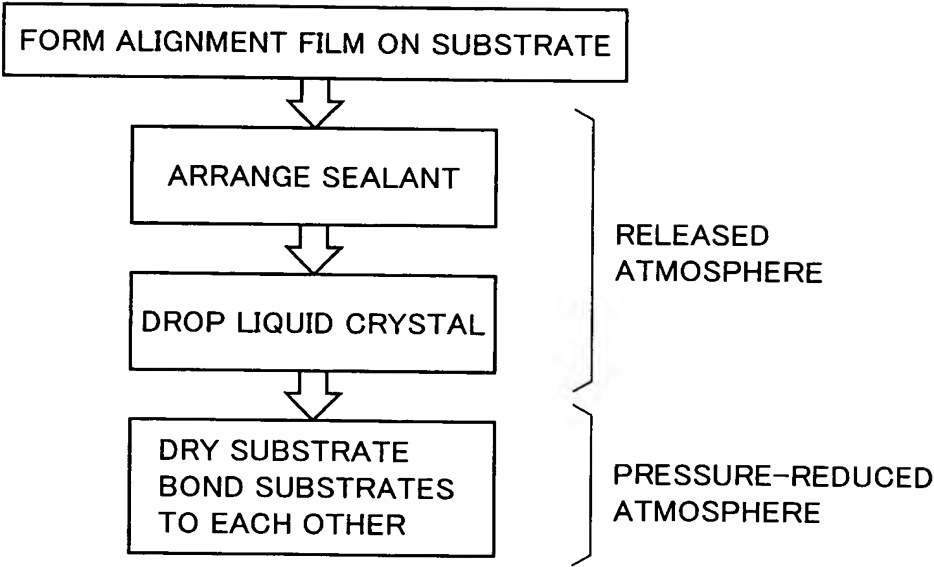 FORM ALIGNMENT FILM ON SUBSTRATE
ARRANGE SEALANT
RELEASED
ATMOSPHERE
DROP LIQUID CRYSTAL
DRY SUBSTRATE
BOND SUBSTRATES
TO EACH OTHER
PRESSURE-REDUCED
ATMOSPHERE